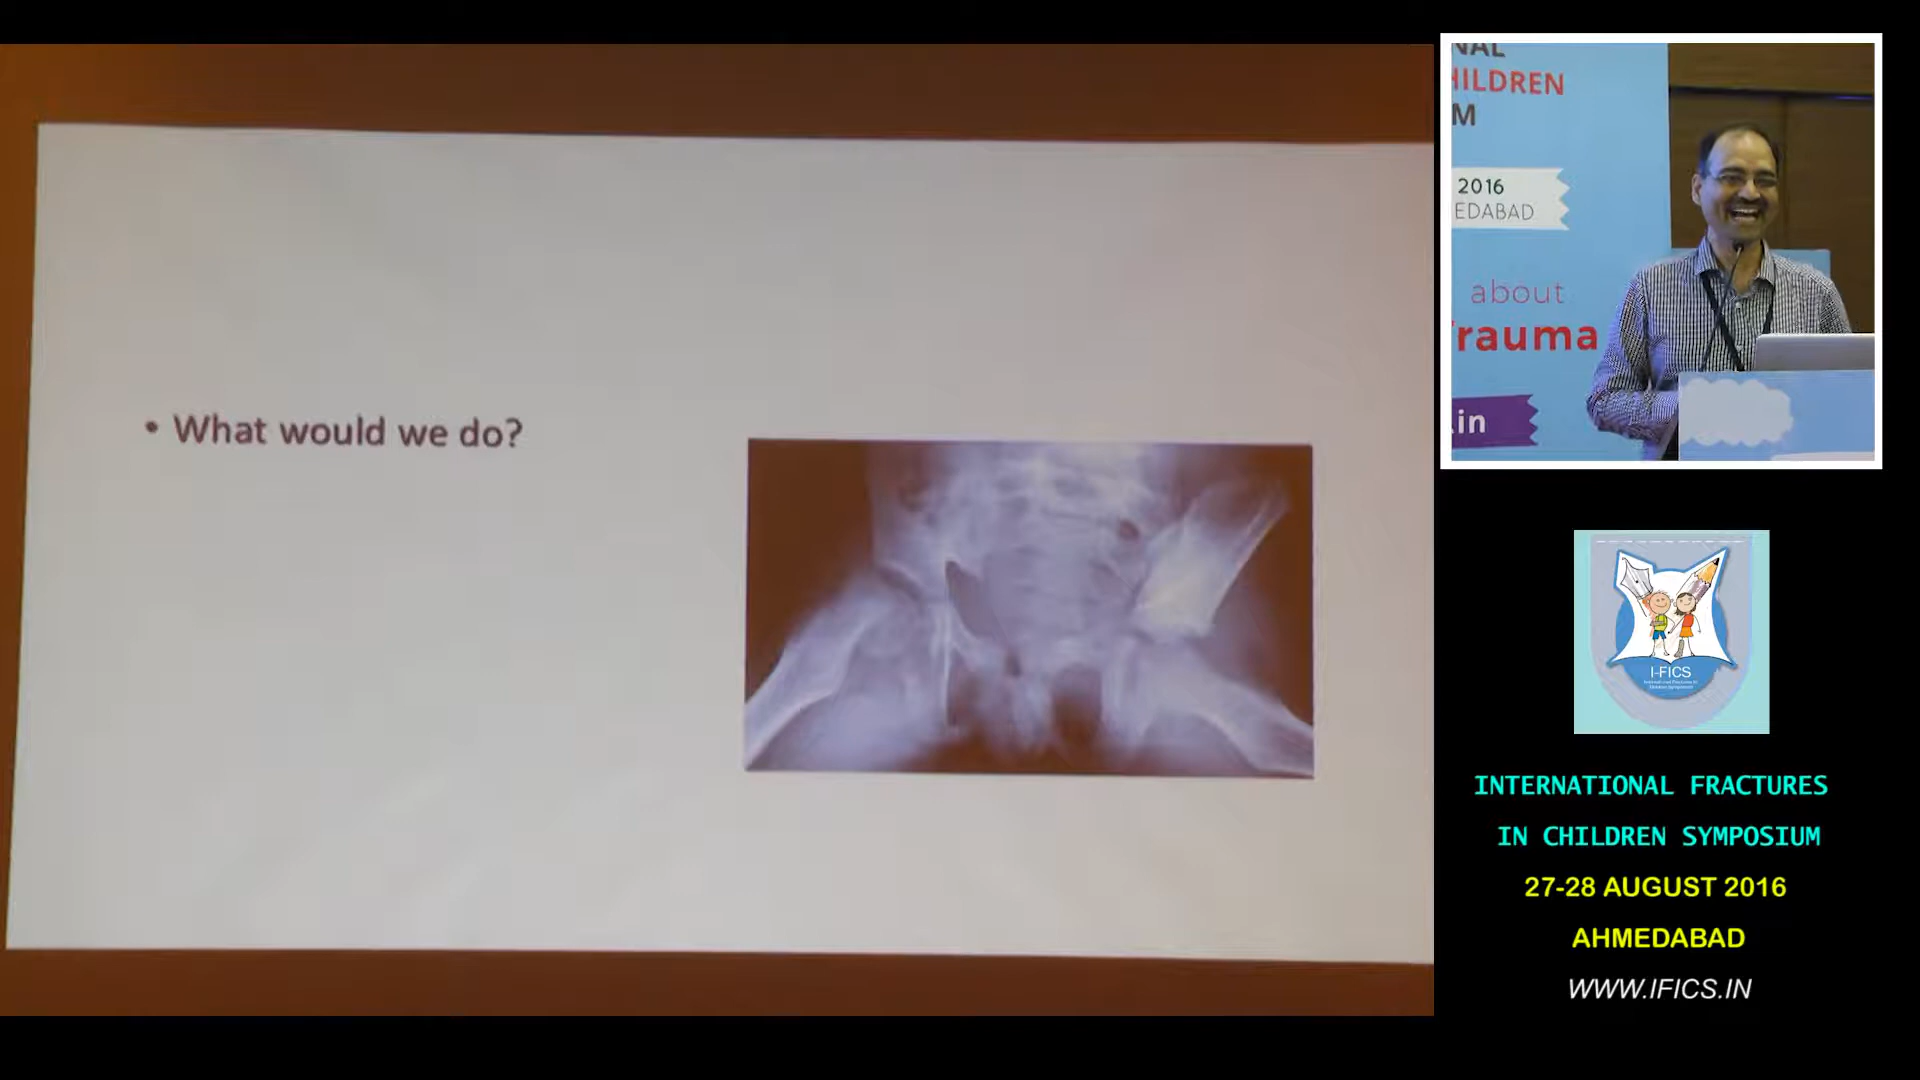 • What would we do?
NAL
HILDREN
M
2016
EDABAD
about
rauma
.in
I-FICS
INTERNATIONAL FRACTURES
IN CHILDREN SYMPOSIUM
27-28 AUGUST 2016
AHMEDABAD
WWW.IFICS.IN